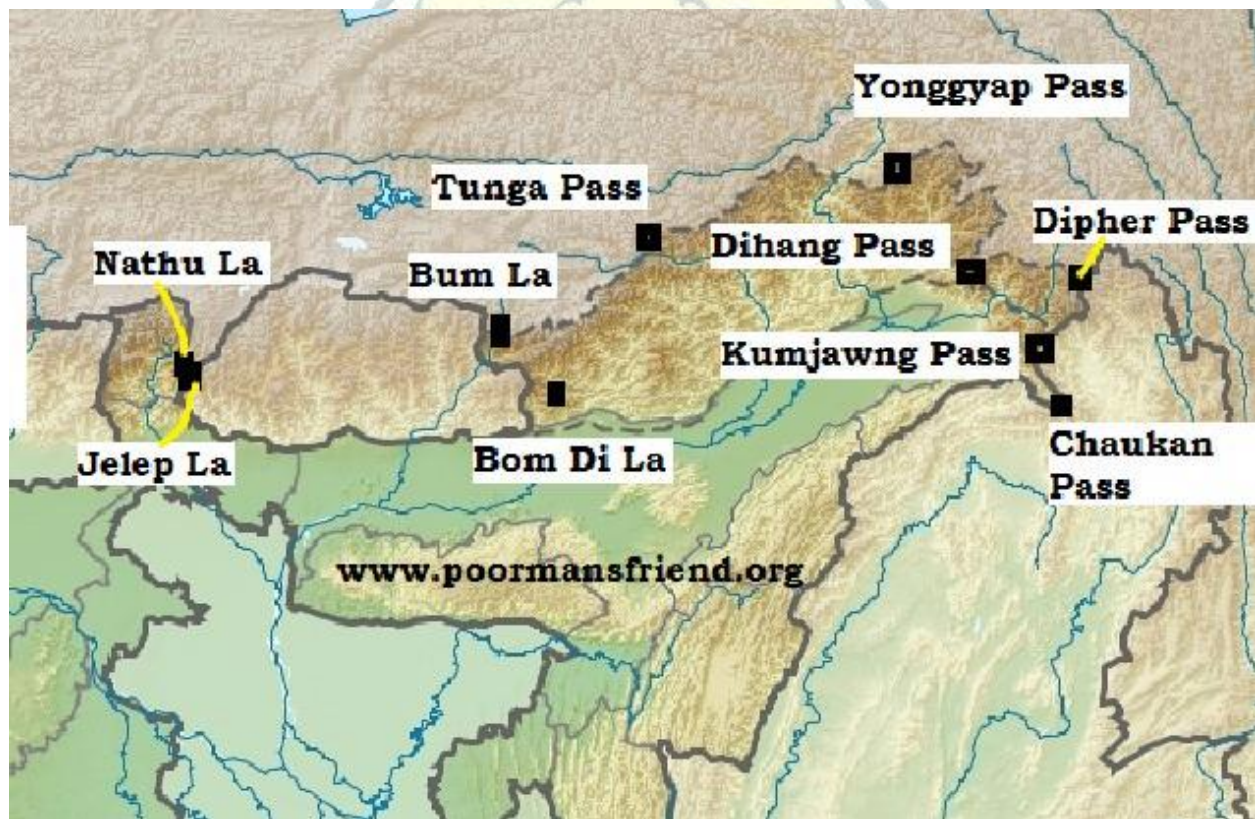 Yonggyap Pass
Tunga Pass
Dipher Pass
Dihang Pass
Nathu La
Bum La
Kumjawng Pass
Jelep La
Bom Di La
Chaukan
Pass
www.poormansfriend.org